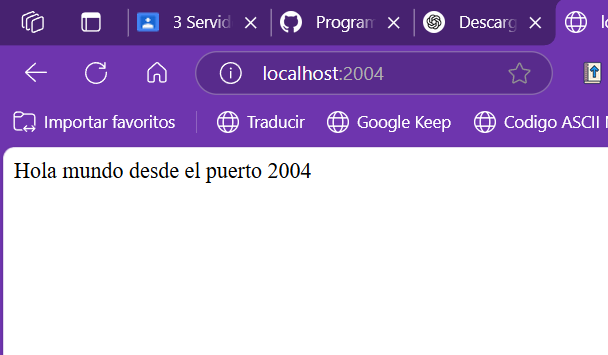 3 Servid
Program
Descarg
localhost:2004
Importar favoritos
Traducir
Google Keep
Codigo ASCII
Hola mundo desde el puerto 2004